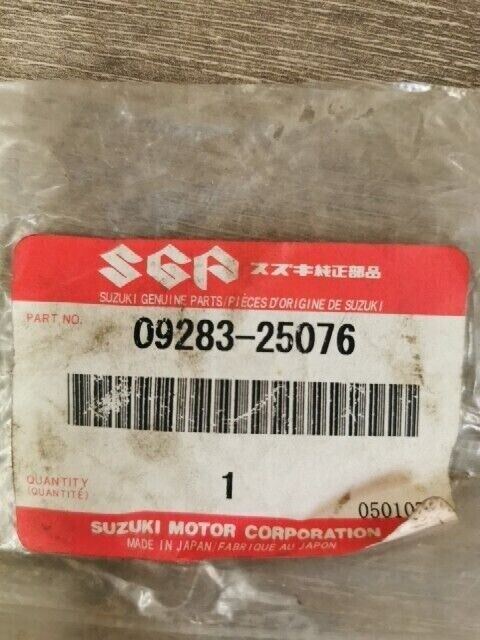 SGP スズキ純正部品
SUZUKI GENUINE PARTS/PIÈCES D'ORIGINE DE SUZUKI
PART NO.
09283-25076
QUANTITY
(QUANTITÉ)
1
SUZUKI MOTOR CORPORATION
MADE IN JAPAN/FABRIQUE AU JAPON